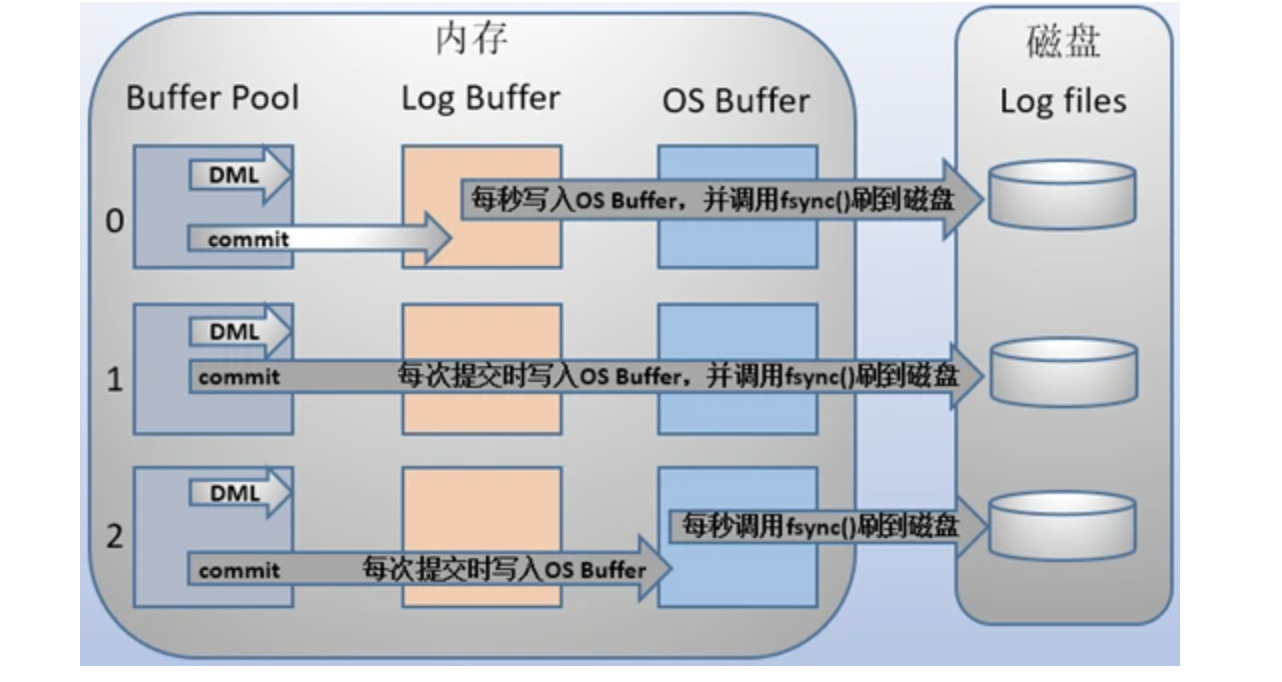 内存
磁盘
Buffer Pool
Log Buffer
OS Buffer
Log files
0
DML
commit
每秒写入OS Buffer，并调用fsync()刷到磁盘
1
DML
commit
每次提交时写入OS Buffer，并调用fsync()刷到磁盘
2
DML
commit
每次提交时写入OS Buffer
每秒调用fsync()刷到磁盘